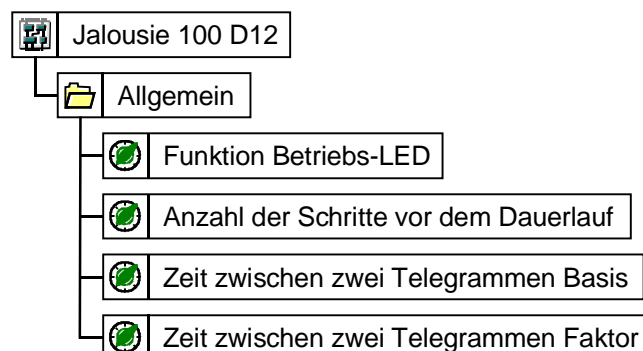 Jalousie 100 D12
Allgemein
Funktion Betriebs-LED
Anzahl der Schritte vor dem Dauerlauf
Zeit zwischen zwei Telegrammen Basis
Zeit zwischen zwei Telegrammen Faktor